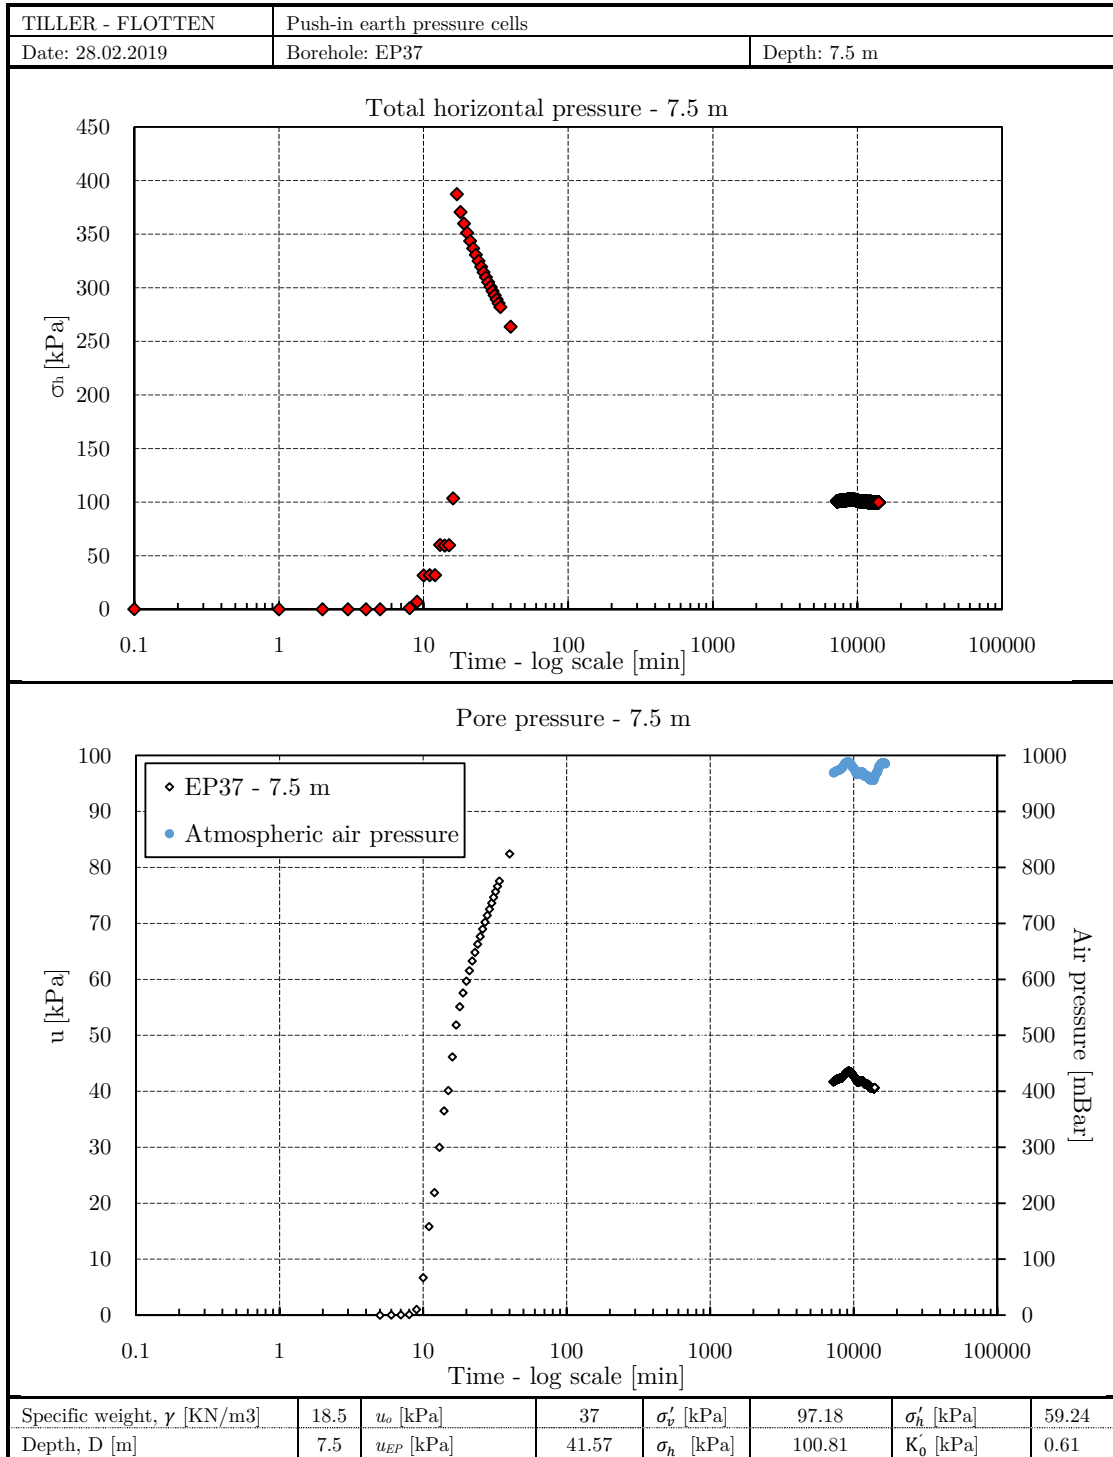 TILLER - FLOTTEN Push-in earth pressure cells
Date: 28.02.2019 Borehole: EP37 Depth: 7.5 m
Total horizontal pressure - 7.5 m
450
400
350
300
250
200
150
100
50
0
σh [kPa]
0.1 1 10 100 1000 10000 100000
Time - log scale [min]
Pore pressure - 7.5 m
100 1000
90 900
80 800
70 700
60 600
50 500
40 400
30 300
20 200
10 100
0 0
EP37 - 7.5 m
Atmospheric air pressure
u [kPa]
Air pressure [mBar]
0.1 1 10 100 1000 10000 100000
Time - log scale [min]
Specific weight, γ [KN/m3] 18.5 uₒ [kPa] 37 σ′ᵥ [kPa] 97.18 σ′ₕ [kPa] 59.24
Depth, D [m] 7.5 u_EP [kPa] 41.57 σₕ [kPa] 100.81 K′₀ [kPa] 0.61